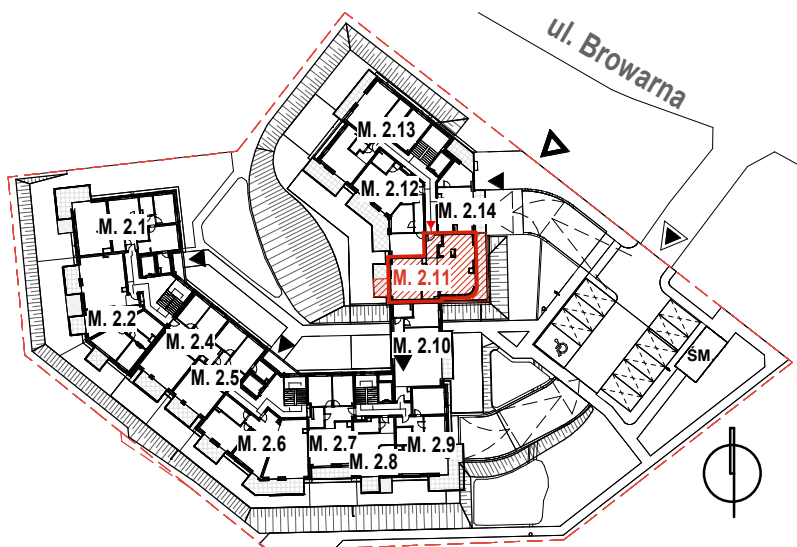 ul. Browarna
M. 2.13
M. 2.12
M. 2.14
M. 2.1
M. 2.11
M. 2.2
M. 2.4
M. 2.10
M. 2.5
ŚM.
M. 2.6
M. 2.7
M. 2.9
M. 2.8